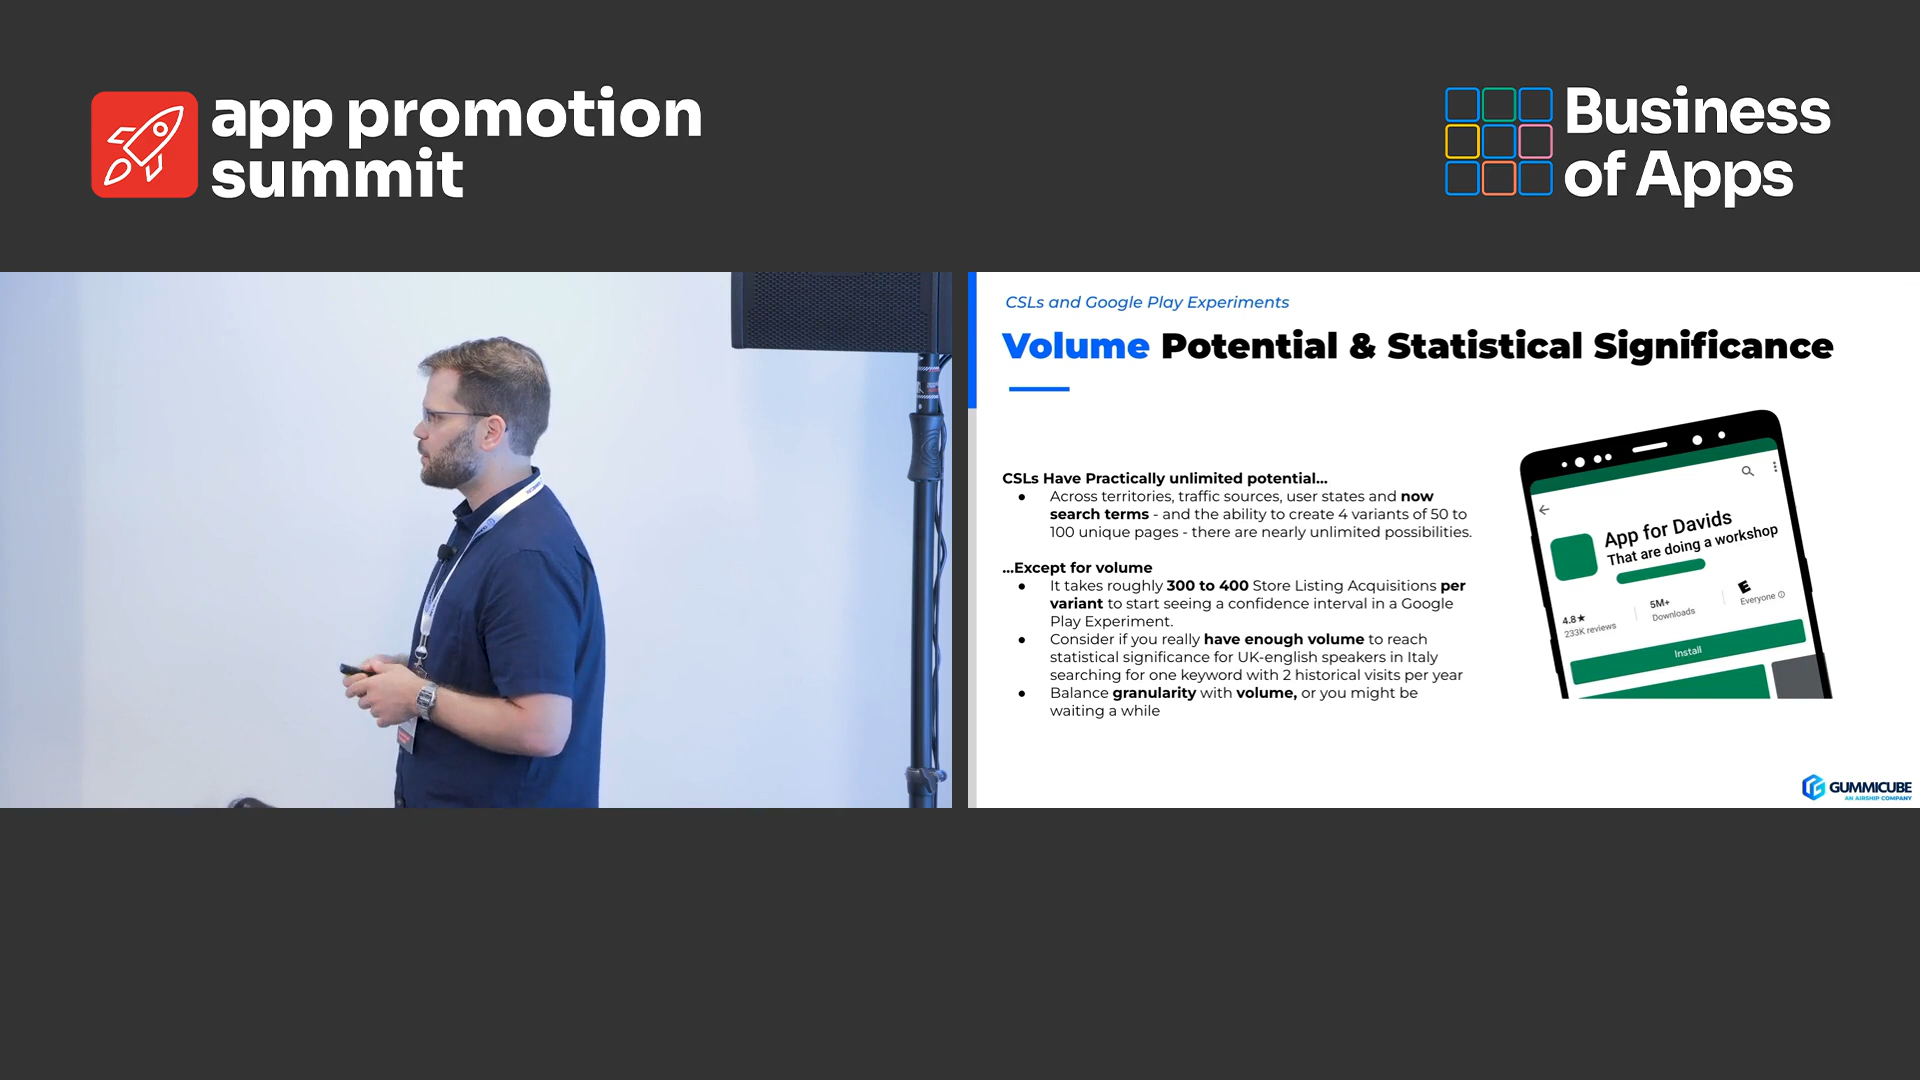 app promotion
summit
Business
of Apps
CSLs and Google Play Experiments
Volume Potential & Statistical Significance
CSLs Have Practically unlimited potential...
● Across territories, traffic sources, user states and now
search terms - and the ability to create 4 variants of 50 to
100 unique pages - there are nearly unlimited possibilities.
...Except for volume
● It takes roughly 300 to 400 Store Listing Acquisitions per
variant to start seeing a confidence interval in a Google
Play Experiment.
● Consider if you really have enough volume to reach
statistical significance for UK-english speakers in Italy
searching for one keyword with 2 historical visits per year
● Balance granularity with volume, or you might be
waiting a while
App for Davids
That are doing a workshop
4.8★
233K reviews
5M+
Downloads
E
Everyone
Install
GUMMICUBE
AN AIRSHIP COMPANY